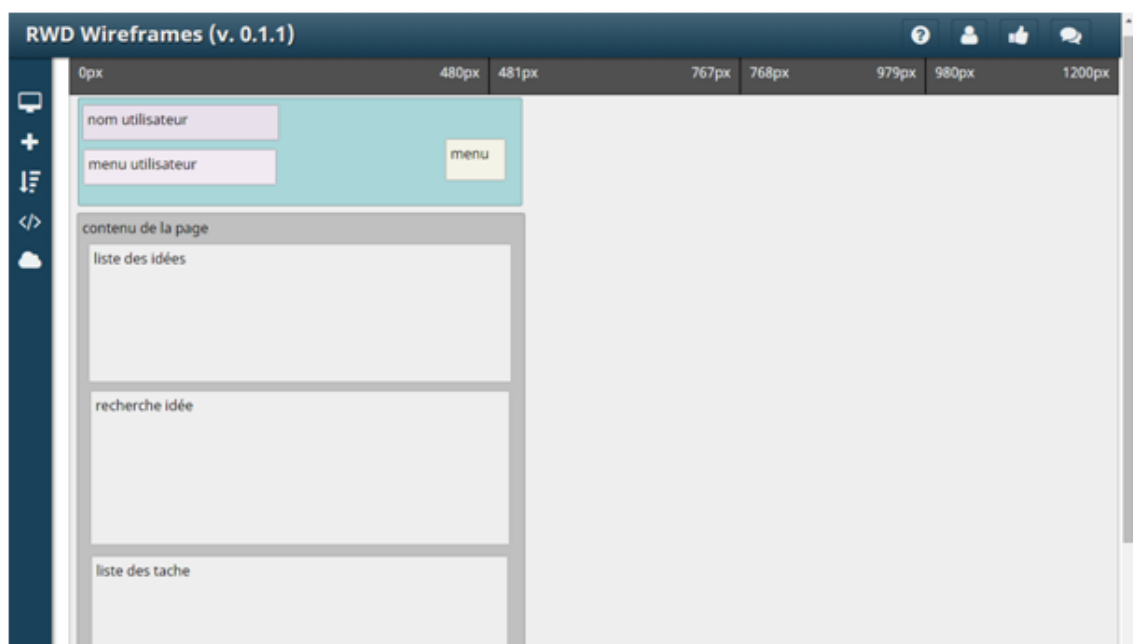 RWD Wireframes (v. 0.1.1)
0px 480px 481px 767px 768px 979px 980px 1200px
nom utilisateur
menu utilisateur
menu
contenu de la page
liste des idées
recherche idée
liste des tache